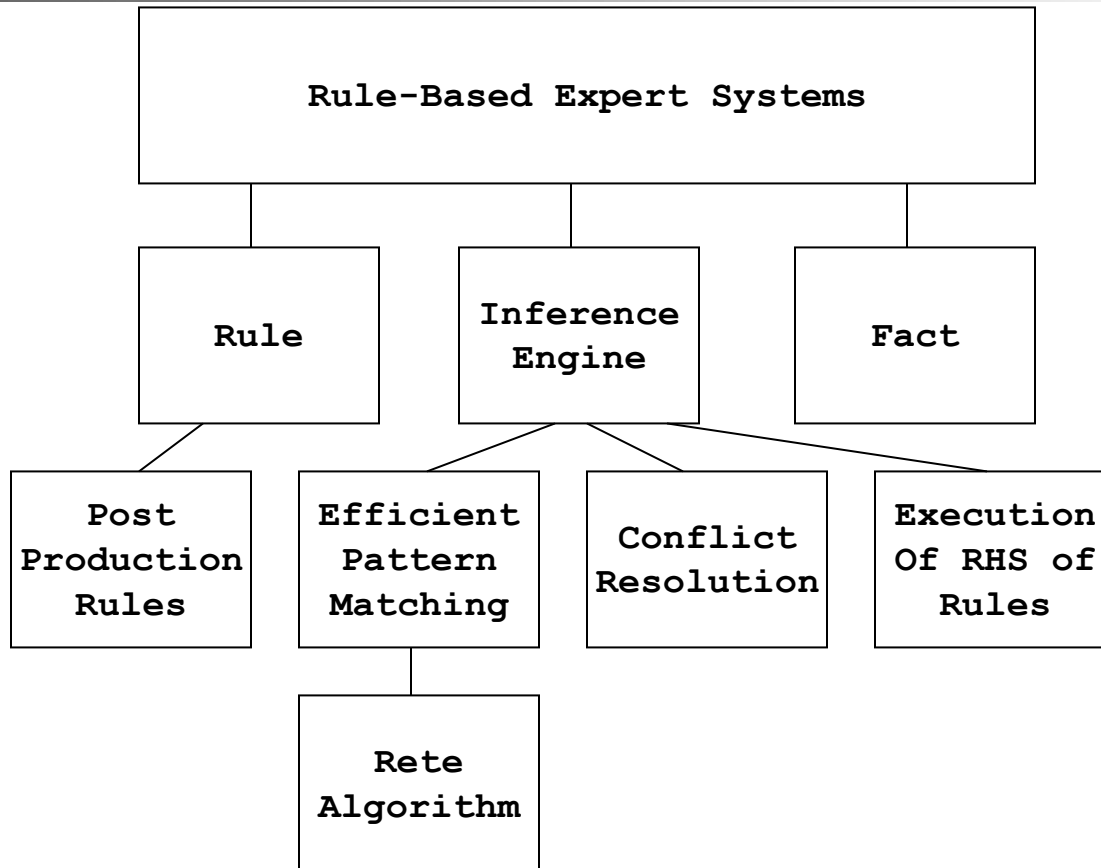 Rule-Based Expert Systems
Rule
Inference
Engine
Fact
Post
Production
Rules
Efficient
Pattern
Matching
Conflict
Resolution
Execution
Of RHS of
Rules
Rete
Algorithm